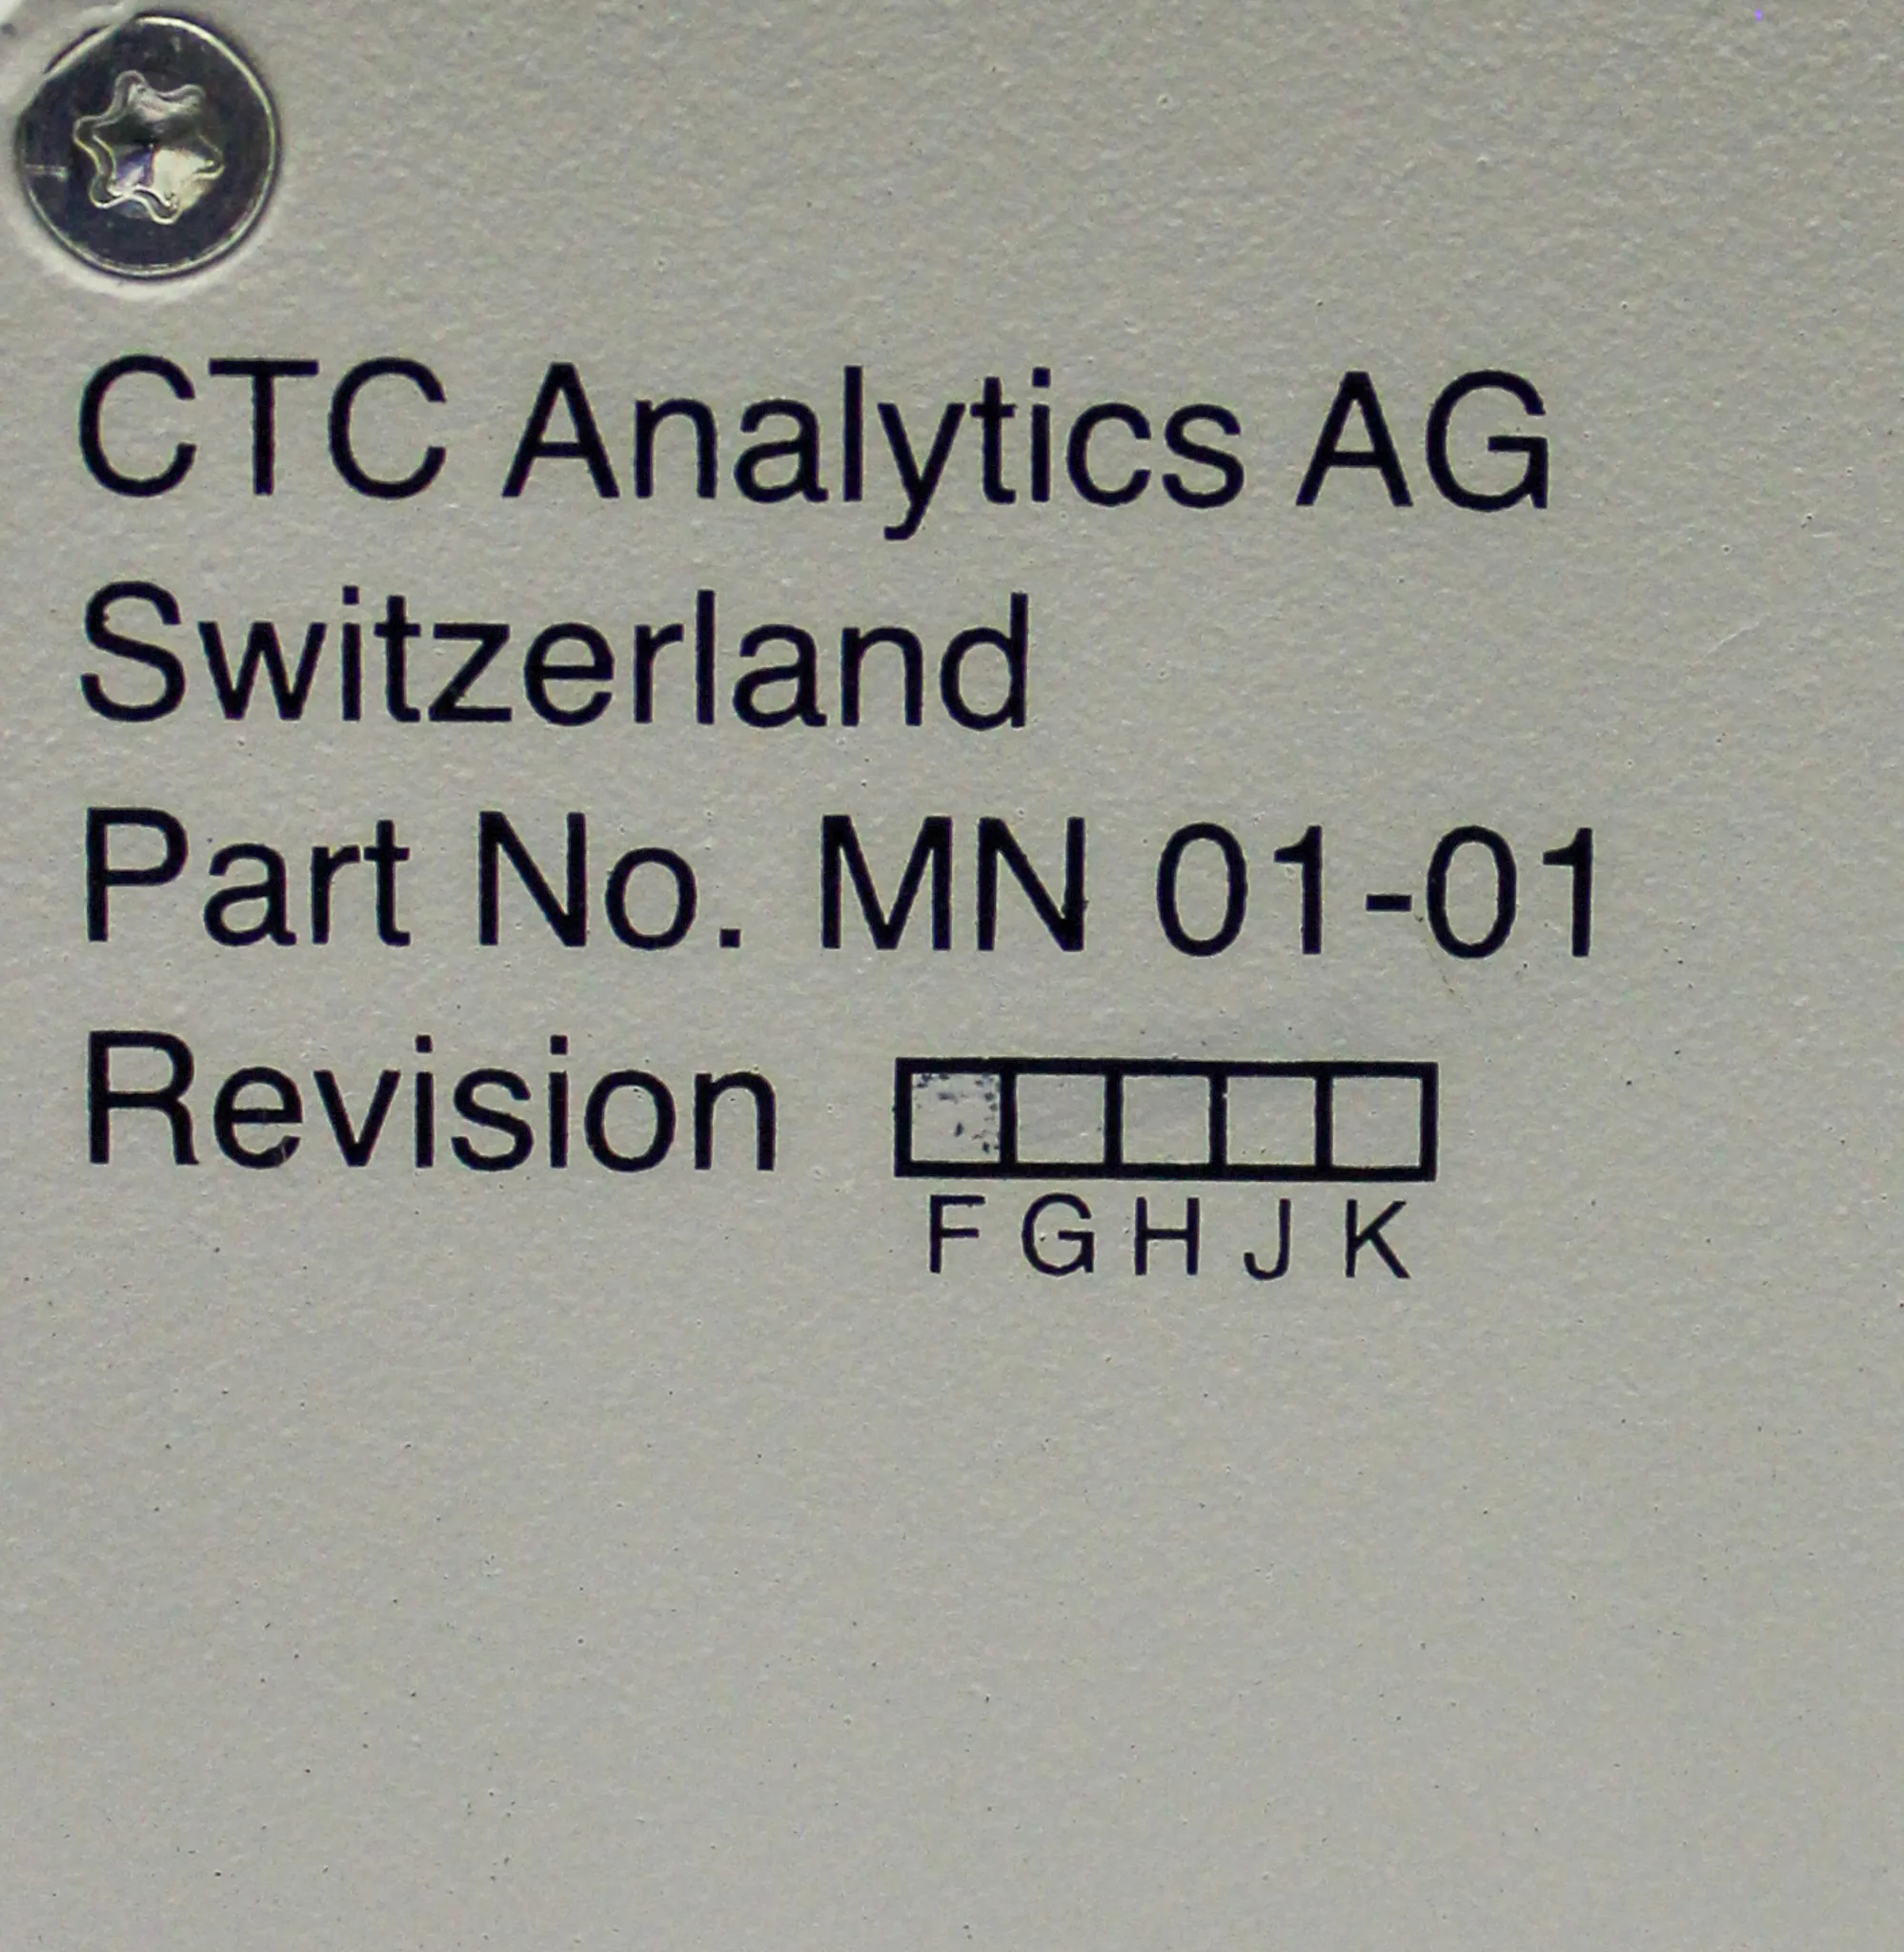 CTC Analytics AG
Switzerland
Part No. MN 01-01
Revision
F G H J K